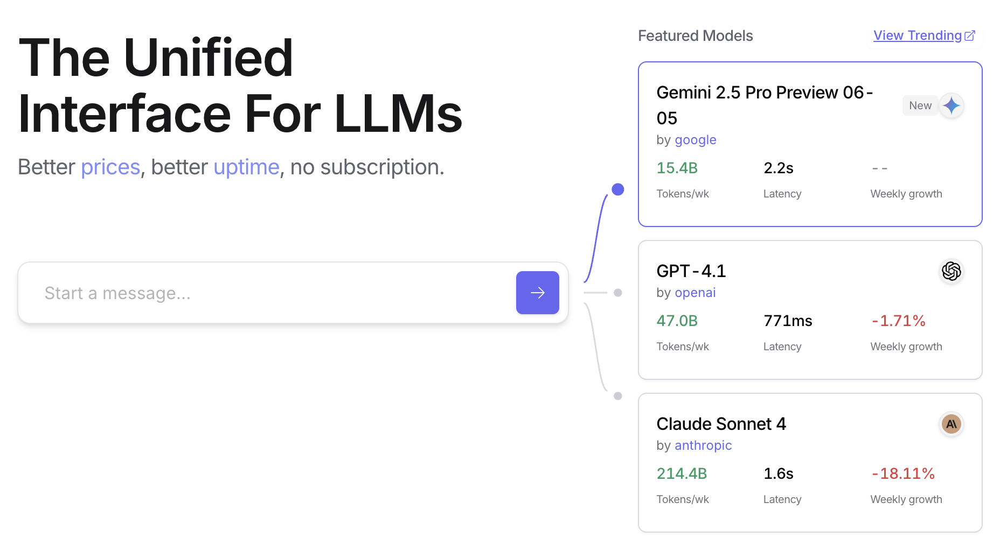 The Unified
Interface For LLMs
Better prices, better uptime, no subscription.
Start a message...
Featured Models
View Trending
Gemini 2.5 Pro Preview 06-
05
New
by google
15.4B 2.2s --
Tokens/wk Latency Weekly growth
GPT-4.1
by openai
47.0B 771ms -1.71%
Tokens/wk Latency Weekly growth
Claude Sonnet 4
by anthropic
214.4B 1.6s -18.11%
Tokens/wk Latency Weekly growth